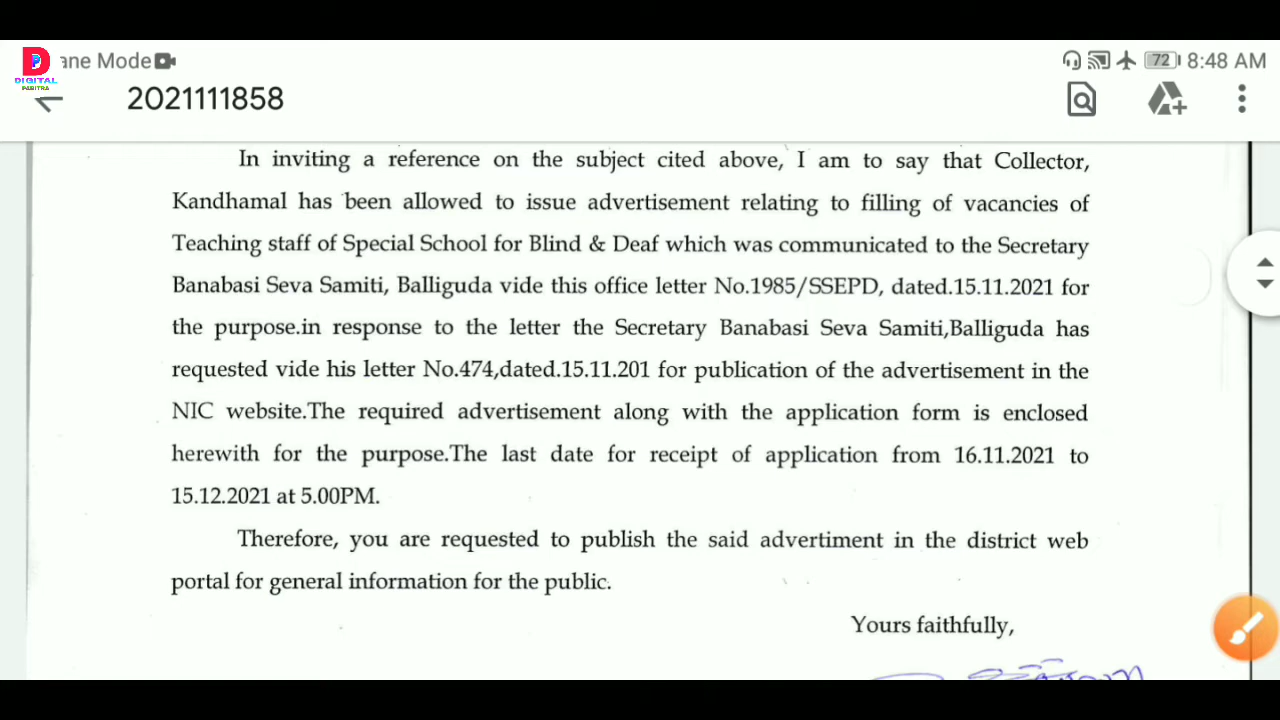 ane Mode
72
8:48 AM
DIGITAL
PABITRA
2021111858
In inviting a reference on the subject cited above, I am to say that Collector,
Kandhamal has been allowed to issue advertisement relating to filling of vacancies of
Teaching staff of Special School for Blind & Deaf which was communicated to the Secretary
Banabasi Seva Samiti, Balliguda vide this office letter No.1985/SSEPD, dated.15.11.2021 for
the purpose.in response to the letter the Secretary Banabasi Seva Samiti,Balliguda has
requested vide his letter No.474,dated.15.11.201 for publication of the advertisement in the
NIC website.The required advertisement along with the application form is enclosed
herewith for the purpose.The last date for receipt of application from 16.11.2021 to
15.12.2021 at 5.00PM.
Therefore, you are requested to publish the said advertiment in the district web
portal for general information for the public.
Yours faithfully,